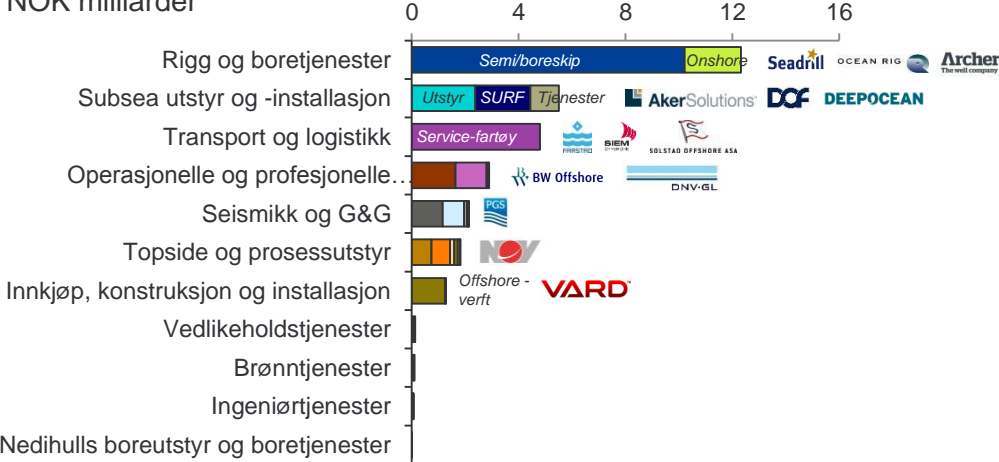 NOK milliarder
0 4 8 12 16
Rigg og boretjenester Semi/boreskip Onshore Seadrill OCEAN RIG Archer
The well company
Subsea utstyr og -installasjon Utstyr SURF Tjenester AkerSolutions DOF DEEPOCEAN
Transport og logistikk Service-fartøy FARSTAD SIEM OFFSHORE SOLSTAD OFFSHORE ASA
Operasjonelle og profesjonelle… BW Offshore DNV·GL
Seismikk og G&G PGS
Topside og prosessutstyr NOV
Innkjøp, konstruksjon og installasjon Offshore -
verft VARD
Vedlikeholdstjenester
Brønntjenester
Ingeniørtjenester
Nedihulls boreutstyr og boretjenester